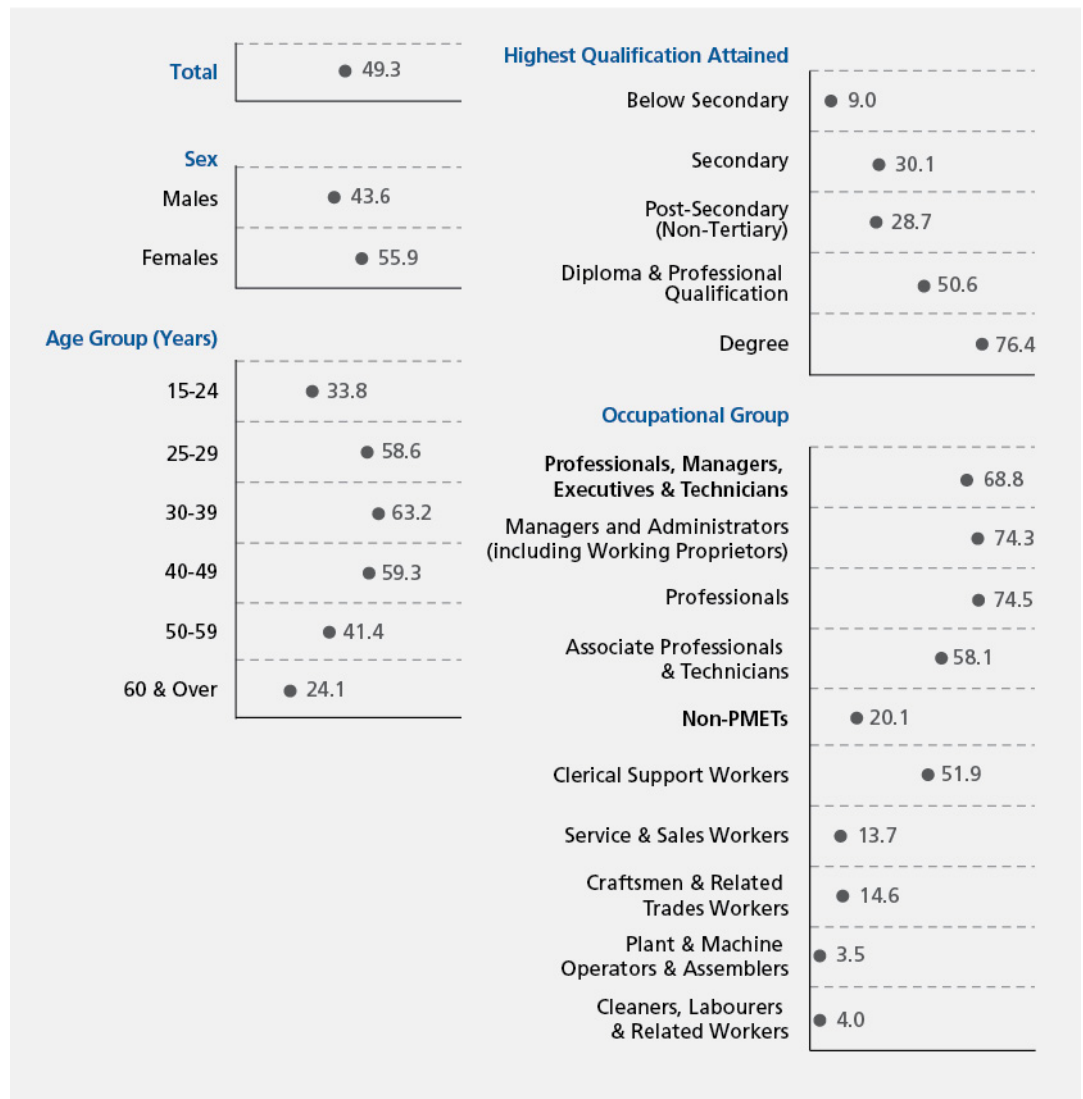 Total
49.3
Sex
Males
43.6
Females
55.9
Age Group (Years)
15-24
33.8
25-29
58.6
30-39
63.2
40-49
59.3
50-59
41.4
60 & Over
24.1
Highest Qualification Attained
Below Secondary
9.0
Secondary
30.1
Post-Secondary
(Non-Tertiary)
28.7
Diploma & Professional
Qualification
50.6
Degree
76.4
Occupational Group
Professionals, Managers,
Executives & Technicians
68.8
Managers and Administrators
(including Working Proprietors)
74.3
Professionals
74.5
Associate Professionals
& Technicians
58.1
Non-PMETs
20.1
Clerical Support Workers
51.9
Service & Sales Workers
13.7
Craftsmen & Related
Trades Workers
14.6
Plant & Machine
Operators & Assemblers
3.5
Cleaners, Labourers
& Related Workers
4.0